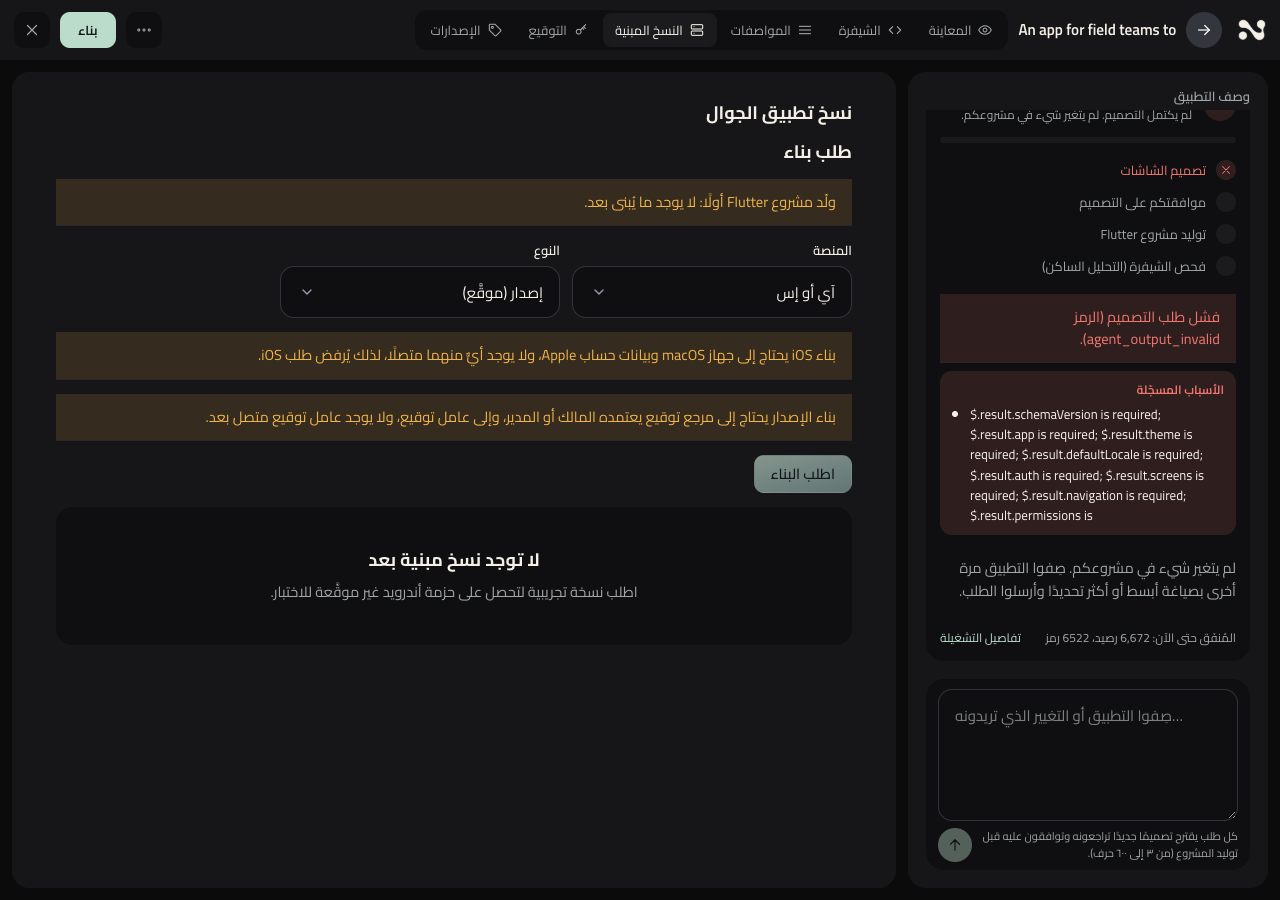 An app for field teams to
المعاينة
الشيفرة
المواصفات
النسخ المبنية
التوقيع
الإصدارات
بناء
وصف التطبيق
لم يكتمل التصميم. لم يتغير شيء في مشروعكم.
تصميم الشاشات
موافقتكم على التصميم
توليد مشروع Flutter
فحص الشيفرة (التحليل الساكن)
فشل طلب التصميم (الرمز
agent_output_invalid).
الأسباب المسجّلة
$.result.schemaVersion is required;
$.result.app is required; $.result.theme is
required; $.result.defaultLocale is required;
$.result.auth is required; $.result.screens is
required; $.result.navigation is required;
$.result.permissions is
لم يتغير شيء في مشروعكم. صِفوا التطبيق مرة
أخرى بصياغة أبسط أو أكثر تحديدًا وأرسلوا الطلب.
المُنفَق حتى الآن: 6,672 رصيد، 6522 رمز
تفاصيل التشغيلة
صِفوا التطبيق أو التغيير الذي تريدونه...
كل طلب يقترح تصميمًا جديدًا تراجعونه وتوافقون عليه قبل
توليد المشروع (من ٣ إلى ٦٠٠ حرف).
نسخ تطبيق الجوال
طلب بناء
ولّد مشروع Flutter أولًا: لا يوجد ما يُبنى بعد.
المنصة
النوع
آي أو إس
إصدار (موقَّع)
بناء iOS يحتاج إلى جهاز macOS وبيانات حساب Apple، ولا يوجد أيٌّ منهما متصلًا، لذلك يُرفض طلب iOS.
بناء الإصدار يحتاج إلى مرجع توقيع يعتمده المالك أو المدير، وإلى عامل توقيع، ولا يوجد عامل توقيع متصل بعد.
اطلب البناء
لا توجد نسخ مبنية بعد
اطلب نسخة تجريبية لتحصل على حزمة أندرويد غير موقَّعة للاختبار.